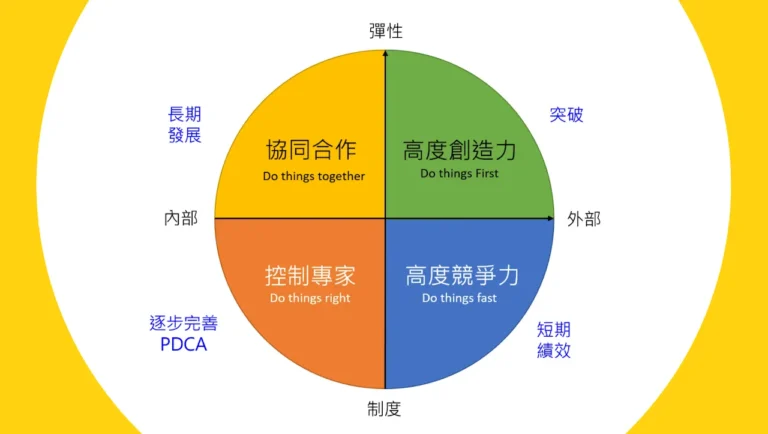 彈性
長期
發展
協同合作
Do things together
高度創造力
Do things First
突破
內部
外部
控制專家
Do things right
高度競爭力
Do things fast
逐步完善
PDCA
短期
績效
制度